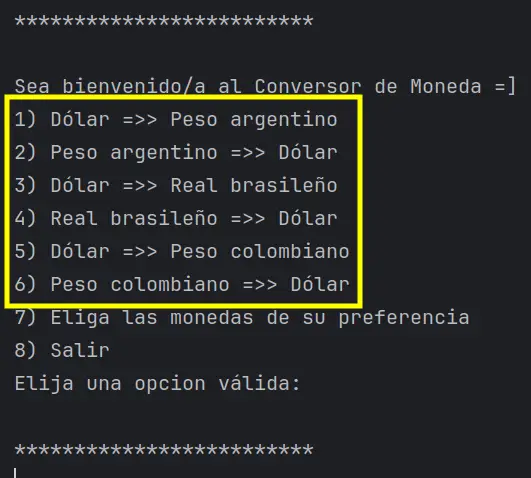 *************************
Sea bienvenido/a al Conversor de Moneda =]
1) Dólar =>> Peso argentino
2) Peso argentino =>> Dólar
3) Dólar =>> Real brasileño
4) Real brasileño =>> Dólar
5) Dólar =>> Peso colombiano
6) Peso colombiano =>> Dólar
7) Eliga las monedas de su preferencia
8) Salir
Elija una opcion válida:
*************************